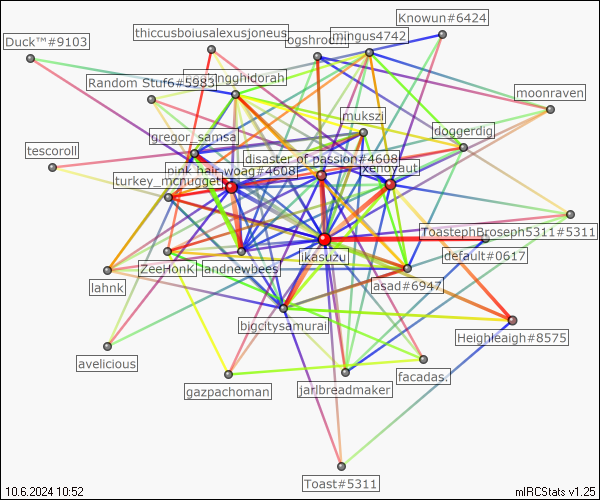 Knowun#6424
thiccusboiusalexusjoneus
ogshroom
mingus4742
Duck™#9103
Random Stuf6#5983
ngghidorah
moonraven
mukszi
doggerdig
gregor_samsa
tescoroll
disaster of passion#4608
pink hair woag#4608
xenoyaut
turkey_mcnugget
ToastephBroseph5311#5311
default#0617
ikasuzu
ZeeHonK
landnewbees
asad#6947
lahnk
bigcitysamurai
Heighleaigh#8575
avelicious
facadas.
gazpachoman
jarlbreadmaker
Toast#5311
10.6.2024 10:52
mIRCStats v1.25